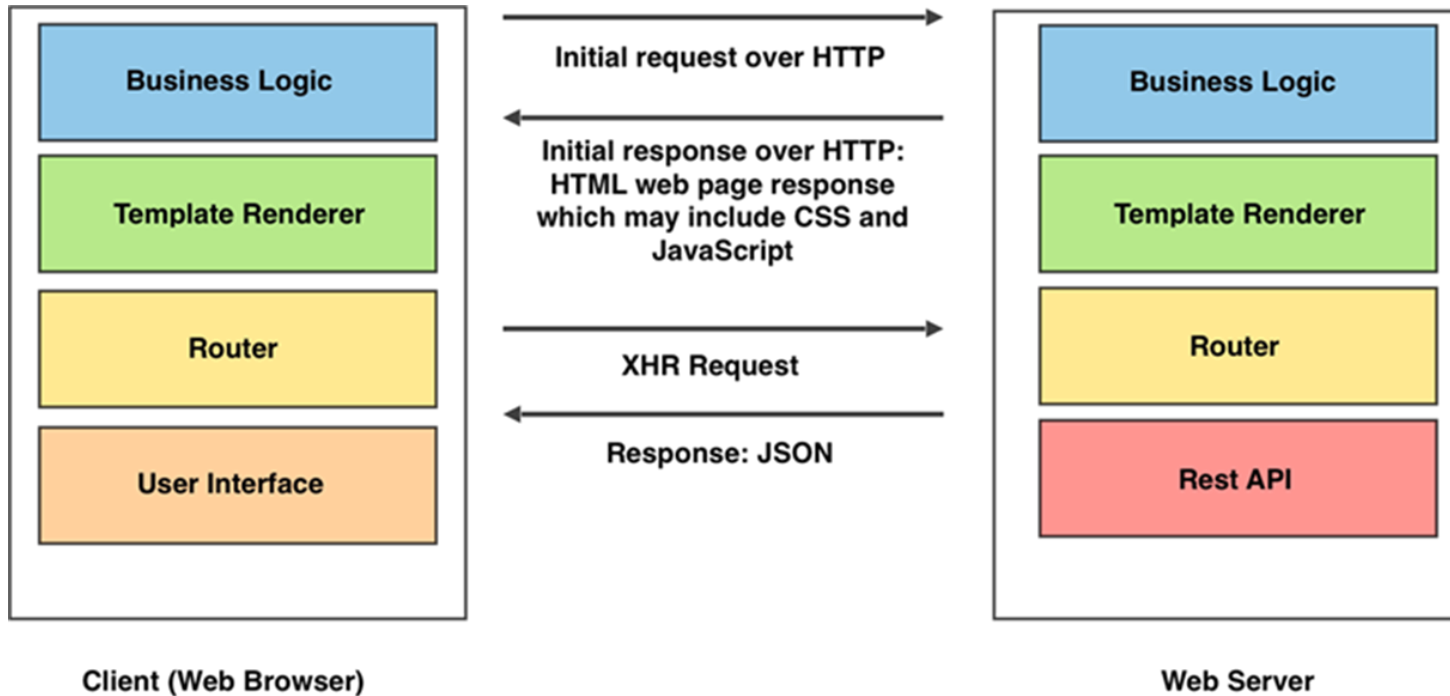 Business Logic
Template Renderer
Router
User Interface
Client (Web Browser)
Initial request over HTTP
Initial response over HTTP:
HTML web page response
which may include CSS and
JavaScript
XHR Request
Response: JSON
Business Logic
Template Renderer
Router
Rest API
Web Server